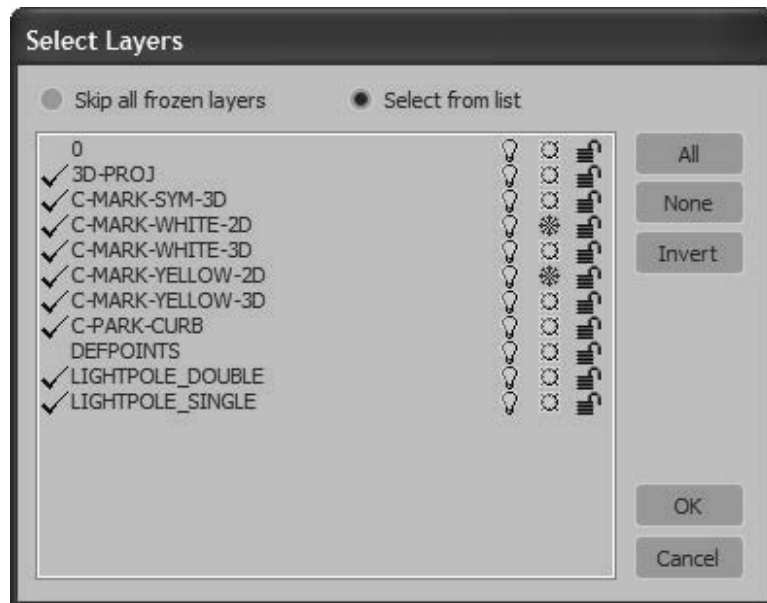 Select Layers
Skip all frozen layers
Select from list
0
3D-PROJ
C-MARK-SYM-3D
C-MARK-WHITE-2D
C-MARK-WHITE-3D
C-MARK-YELLOW-2D
C-MARK-YELLOW-3D
C-PARK-CURB
DEFPOINTS
LIGHTPOLE_DOUBLE
LIGHTPOLE_SINGLE
All
None
Invert
OK
Cancel